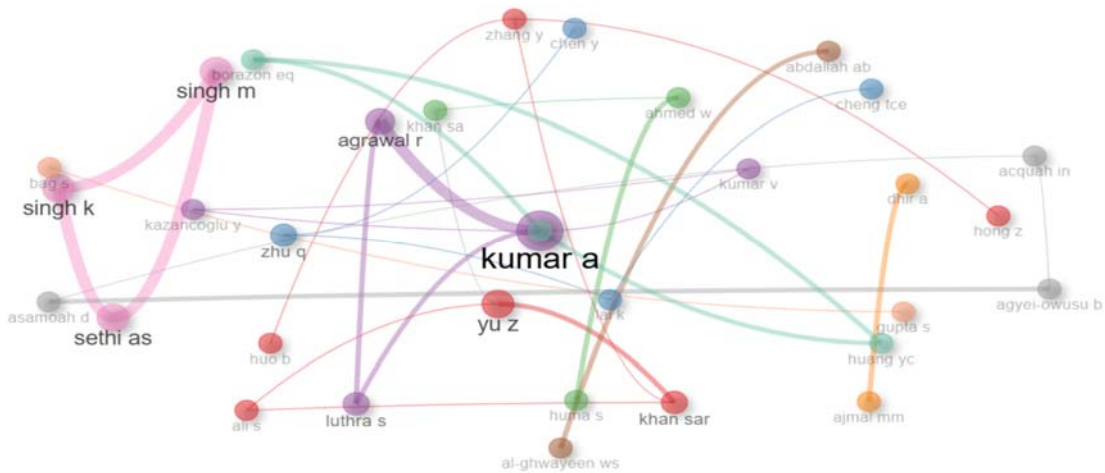 zhang y
chen y
borazon eq
abdallah ab
singh m
cheng tce
ahmed w
khan sa
agrawal r
kumar v
acquah in
bag s
dhir a
singh k
kazancoglu y
hong z
zhu q
kumar a
asamoah d
lai k
agyei-owusu b
yu z
gupta s
sethi as
huo b
huang yc
ali s
luthra s
huma s
khan sar
ajmal mm
al-ghwayeen ws